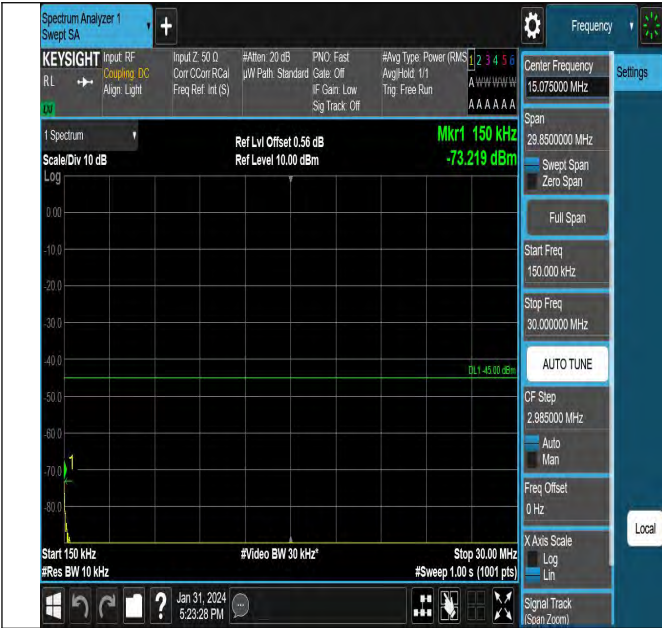 Spectrum Analyzer 1
Swept SA
+
Frequency
KEYSIGHT
RL
Input: RF
Coupling: DC
Align: Light
Input Z: 50 Ω
Corr CCorr RCal
Freq Ref: Int (S)
#Atten: 20 dB
µW Path: Standard
PNO: Fast
Gate: Off
IF Gain: Low
Sig Track: Off
#Avg Type: Power (RMS
Avg|Hold: 1/1
Trig: Free Run
1 2 3 4 5 6
A W W W W W
A A A A A A
1 Spectrum
Scale/Div 10 dB
Log
Ref Lvl Offset 0.56 dB
Ref Level 10.00 dBm
Mkr1 150 kHz
-73.219 dBm
0.00
-10.0
-20.0
-30.0
-40.0
DL1 -45.00 dBm
-50.0
-60.0
1
-70.0
-80.0
Start 150 kHz
#Res BW 10 kHz
#Video BW 30 kHz*
Stop 30.00 MHz
#Sweep 1.00 s (1001 pts)
Jan 31, 2024
5:23:28 PM
Center Frequency
15.075000 MHz
Settings
Span
29.8500000 MHz
Swept Span
Zero Span
Full Span
Start Freq
150.000 kHz
Stop Freq
30.000000 MHz
AUTO TUNE
CF Step
2.985000 MHz
Auto
Man
Freq Offset
0 Hz
Local
X Axis Scale
Log
Lin
Signal Track
(Span Zoom)